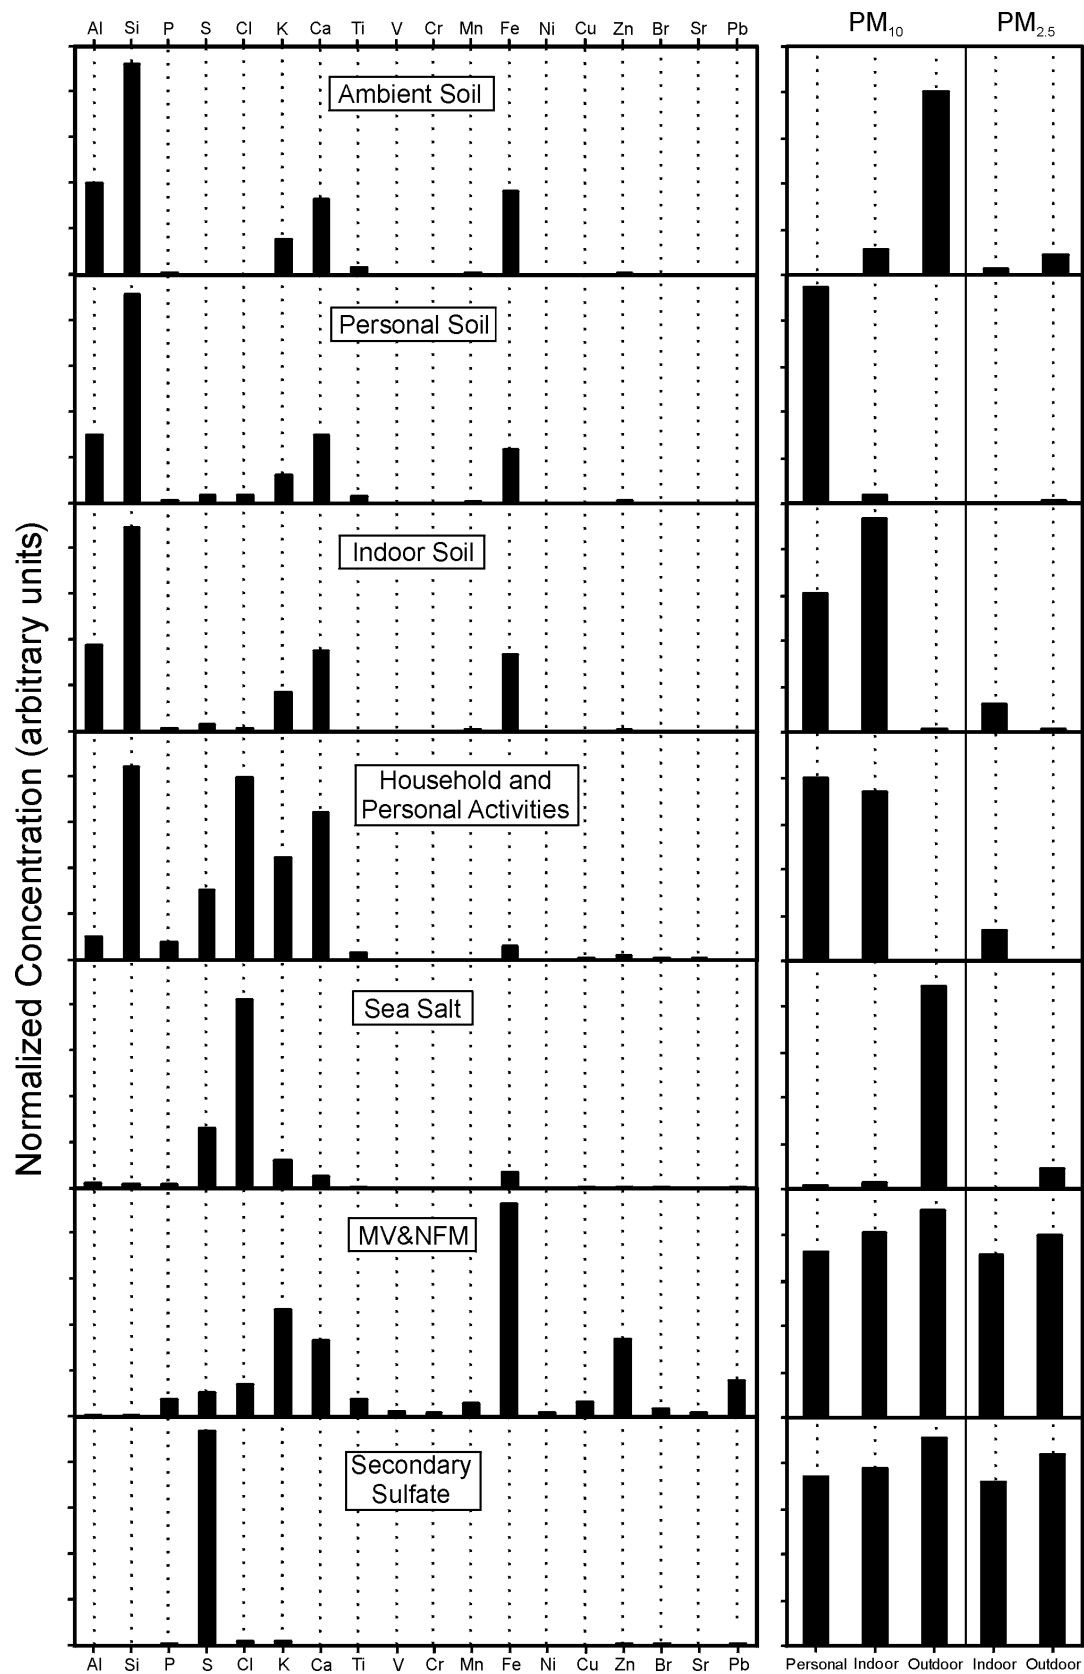 PM10 PM2.5
Al Si P S Cl K Ca Ti V Cr Mn Fe Ni Cu Zn Br Sr Pb
Ambient Soil
Personal Soil
Indoor Soil
Household and
Personal Activities
Sea Salt
MV&NFM
Secondary
Sulfate
Normalized Concentration (arbitrary units)
Al Si P S Cl K Ca Ti V Cr Mn Fe Ni Cu Zn Br Sr Pb
Personal Indoor Outdoor Indoor Outdoor